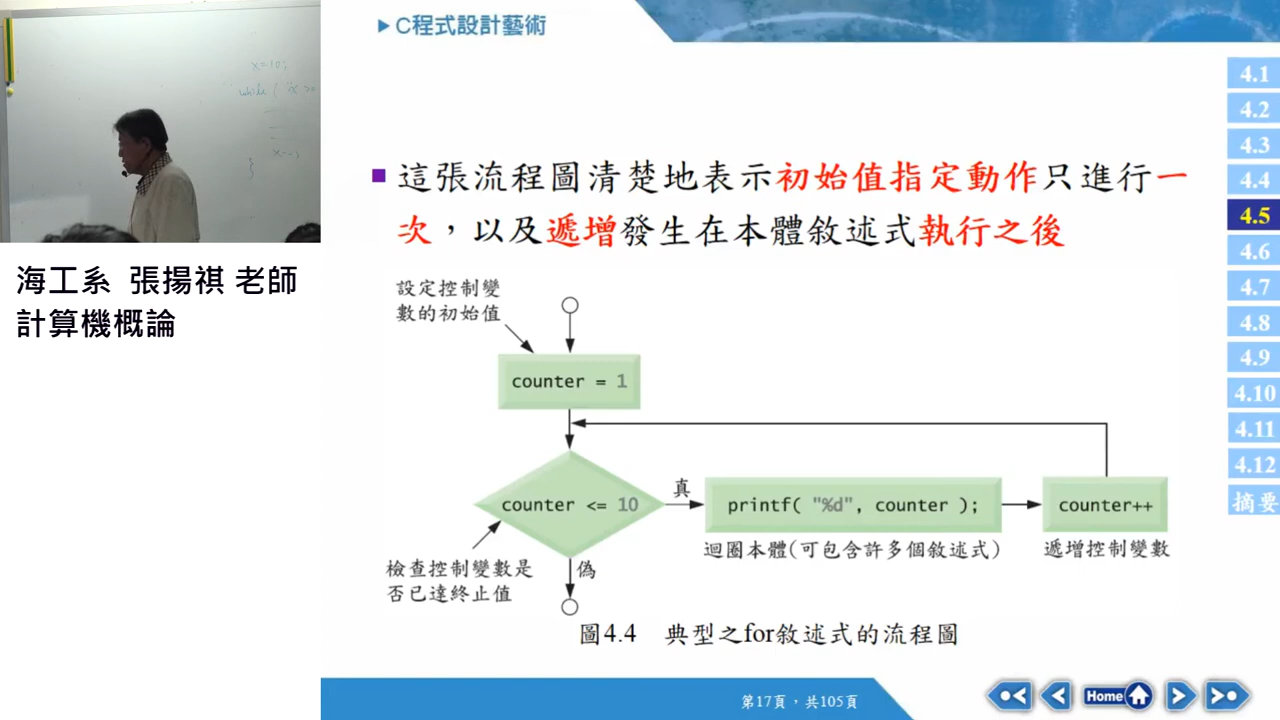 x=10;
while ( x >=
x--;
}
海工系 張揚祺 老師
計算機概論
C程式設計藝術
這張流程圖清楚地表示初始值指定動作只進行一
次，以及遞增發生在本體敘述式執行之後
設定控制變
數的初始值
counter = 1
counter <= 10
真
printf( "%d", counter );
counter++
迴圈本體(可包含許多個敘述式)
遞增控制變數
檢查控制變數是
否已達終止值
偽
圖4.4 典型之for敘述式的流程圖
第17頁，共105頁
Home
4.1
4.2
4.3
4.4
4.5
4.6
4.7
4.8
4.9
4.10
4.11
4.12
摘要